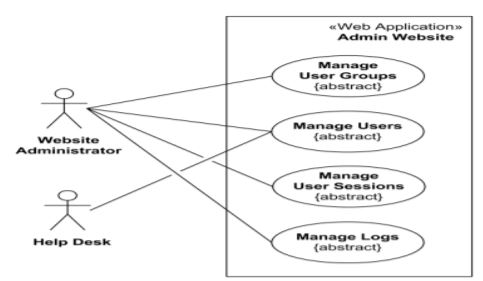 «Web Application»
Admin Website
Manage
User Groups
{abstract}
Manage Users
{abstract}
Website
Administrator
Manage
User Sessions
{abstract}
Help Desk
Manage Logs
{abstract}